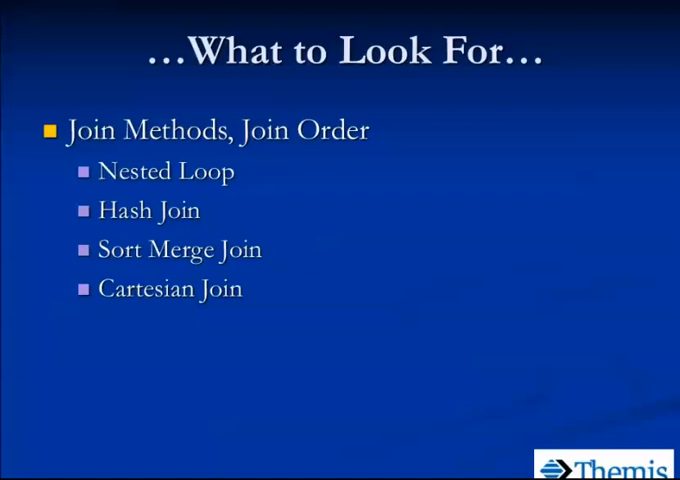 …What to Look For…
Join Methods, Join Order
Nested Loop
Hash Join
Sort Merge Join
Cartesian Join
Themis